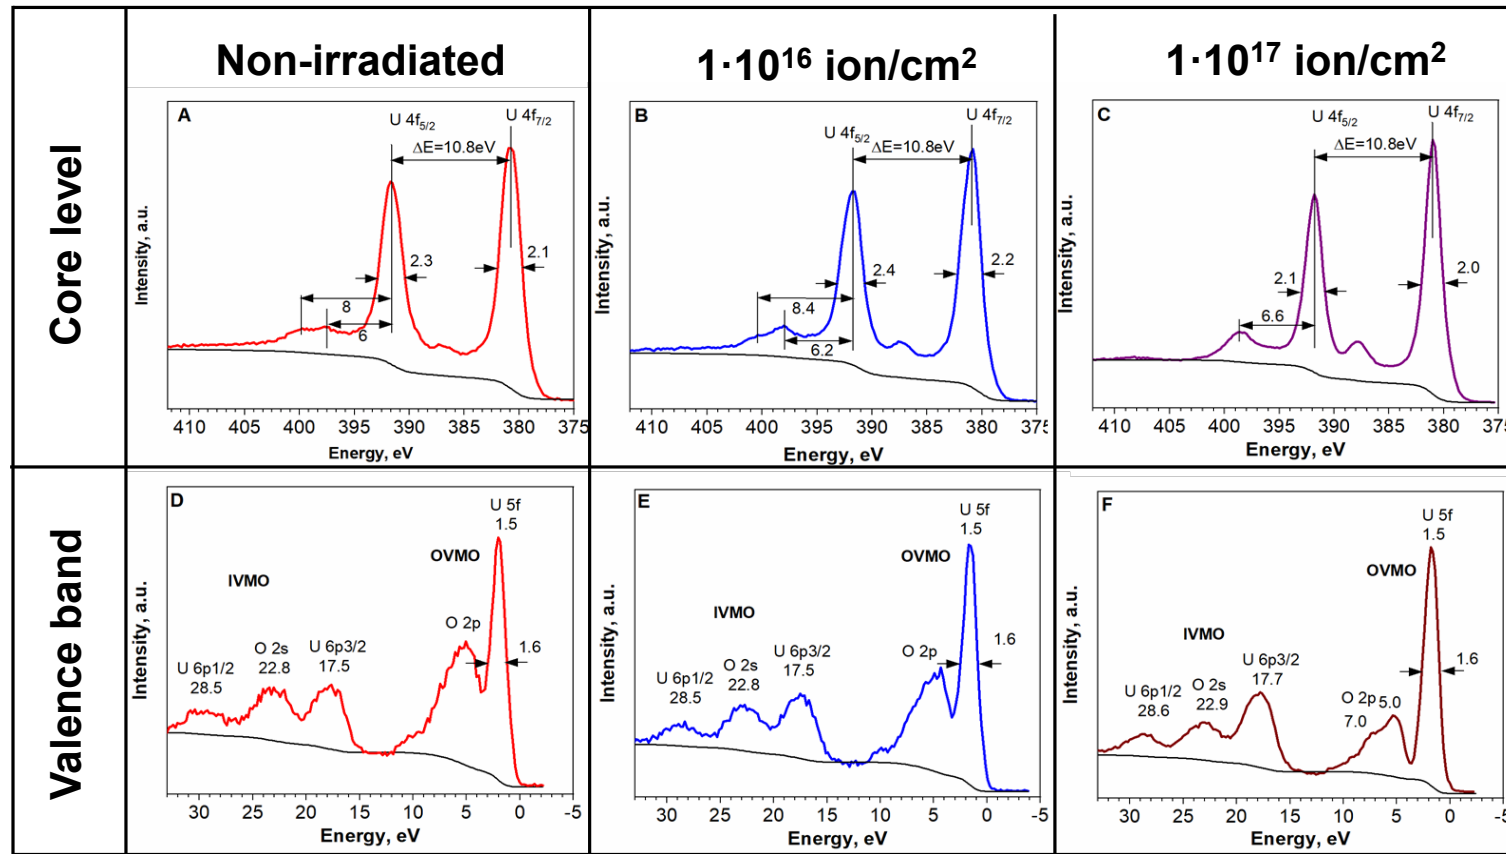 Non-irradiated
1·10¹⁶ ion/cm²
1·10¹⁷ ion/cm²
Core level
A
U 4f₅/₂
U 4f₇/₂
ΔE=10.8eV
2.3
2.1
8
6
Intensity, a.u.
410 405 400 395 390 385 380 375
Energy, eV
B
U 4f₅/₂
U 4f₇/₂
ΔE=10.8eV
2.4
2.2
8.4
6.2
Intensity, a.u.
410 405 400 395 390 385 380 375
Energy, eV
C
U 4f₅/₂
U 4f₇/₂
ΔE=10.8eV
2.1
2.0
6.6
Intensity, a.u.
410 405 400 395 390 385 380 375
Energy, eV
Valence band
D
U 5f
1.5
OVMO
IVMO
O 2p
O 2s
22.8
U 6p3/2
17.5
U 6p1/2
28.5
1.6
Intensity, a.u.
30 25 20 15 10 5 0 -5
Energy, eV
E
U 5f
1.5
OVMO
IVMO
O 2p
U 6p3/2
17.5
O 2s
22.8
U 6p1/2
28.5
1.6
Intensity, a.u.
30 25 20 15 10 5 0 -5
Energy, eV
F
U 5f
1.5
OVMO
IVMO
U 6p3/2
17.7
O 2s
22.9
U 6p1/2
28.6
O 2p 5.0
7.0
1.6
Intensity, a.u.
30 25 20 15 10 5 0 -5
Energy, eV